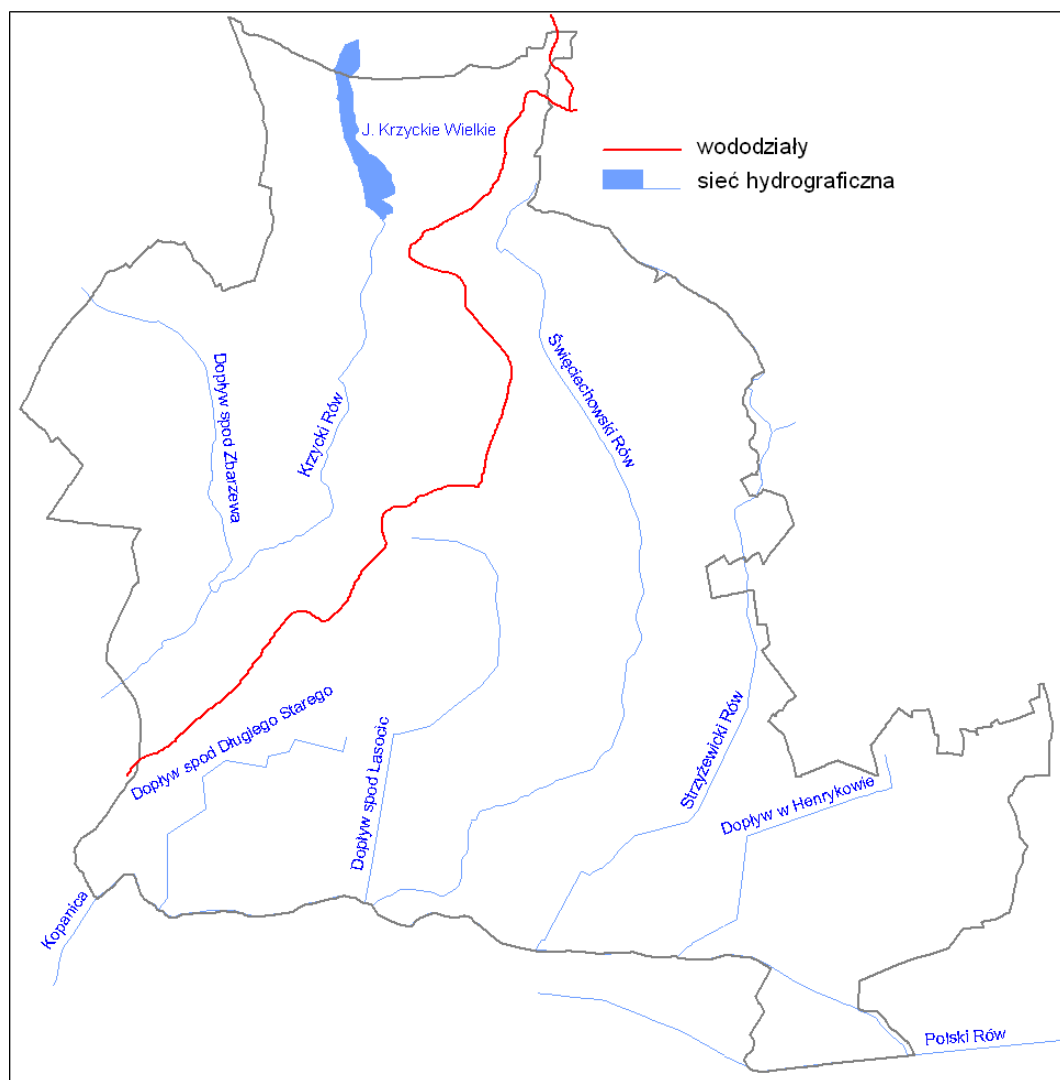 J. Krzyckie Wielkie
wododziały
sieć hydrograficzna
Dopływ spod Zbarzewa
Krzycki Rów
Święciechowski Rów
Dopływ spod Długiego Starego
Dopływ spod Lasocic
Strzyżewicki Rów
Dopływ w Henrykowie
Kopanica
Polski Rów